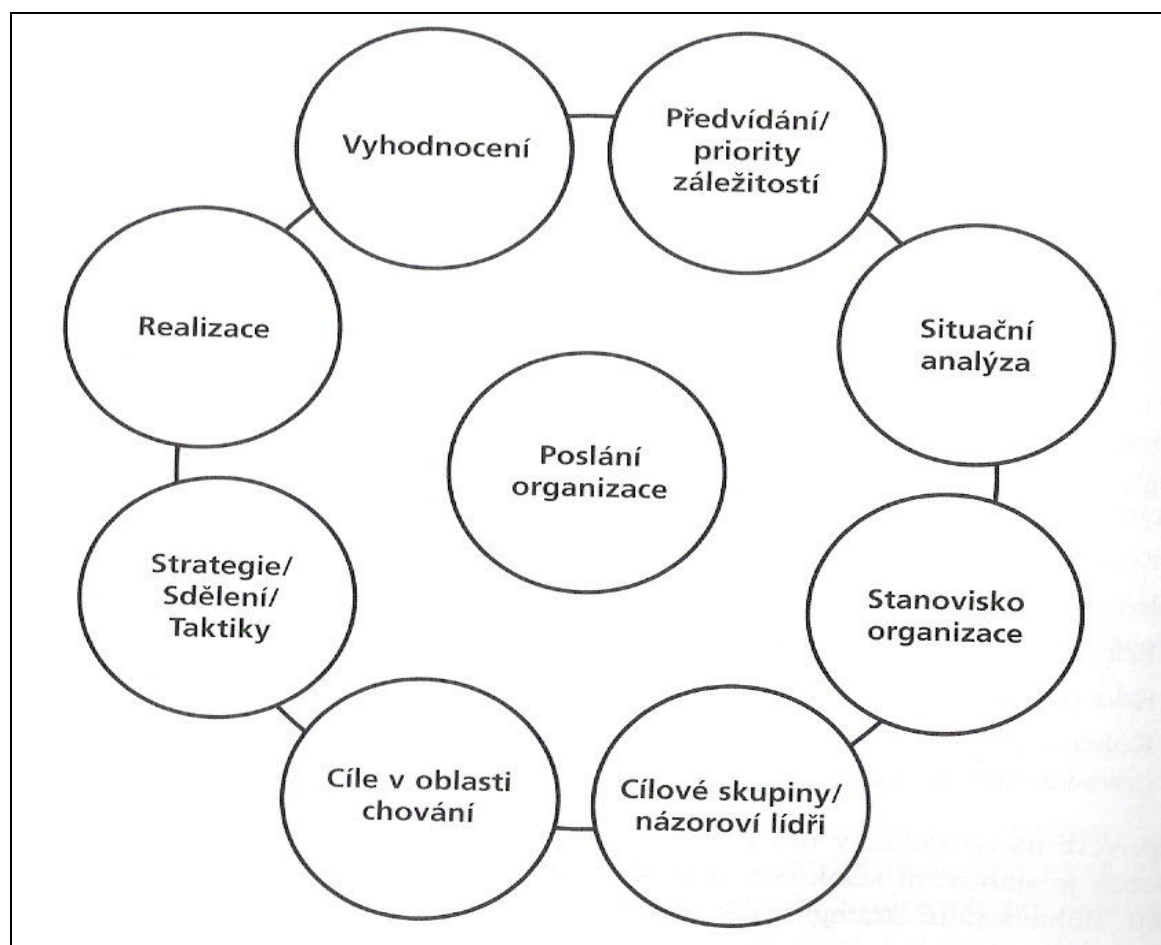 Vyhodnocení
Předvídání/
priority
záležitostí
Situační
analýza
Stanovisko
organizace
Cílové skupiny/
názoroví lídři
Cíle v oblasti
chování
Strategie/
Sdělení/
Taktiky
Realizace
Poslání
organizace